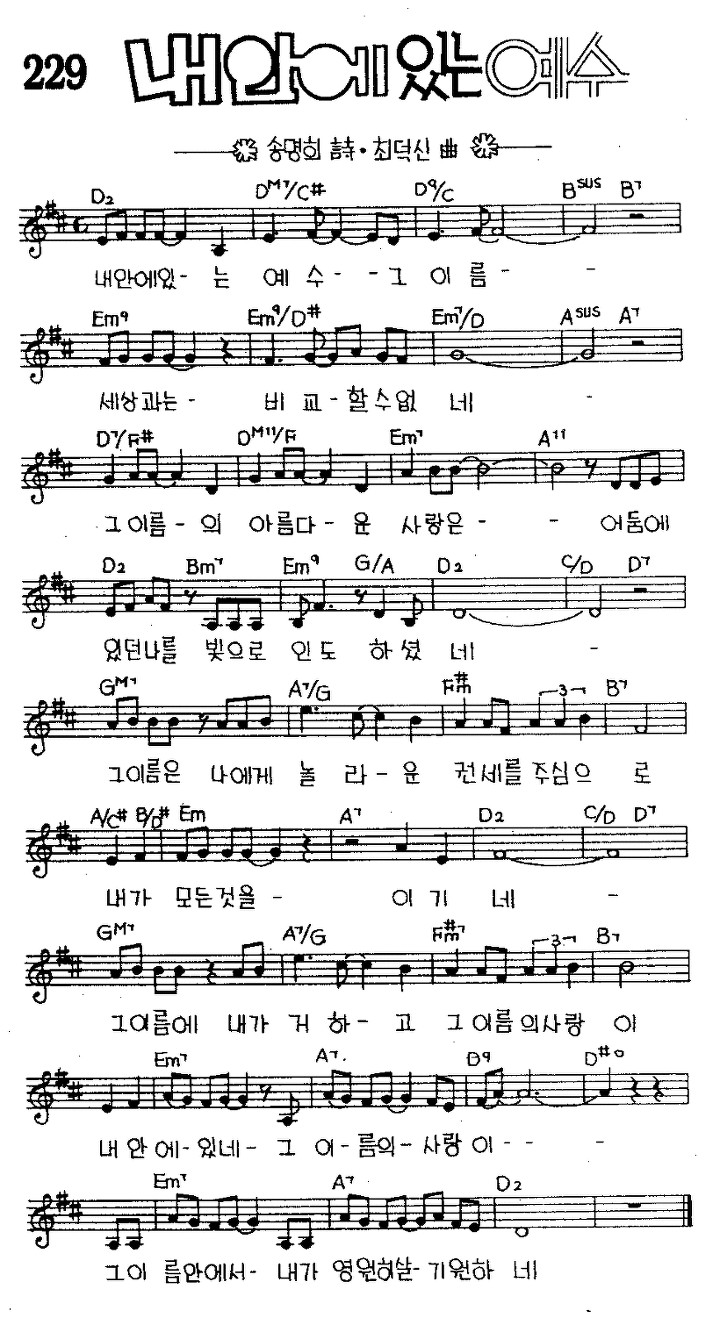 229 내안에 있는 예수
송명희 詩 · 최덕신 曲
D2 DM7/C# D9/C Bsus B7
내안에있- 는 예 수 - - 그 이 름 - -
Em9 Em9/D# Em7/D Asus A7
세상과는 - 비 교 - 할수없 네 -
D7/F# DM11/F Em7 A11
그이름 - 의 아름다 - 운 사랑은 - - 어둠에
D2 Bm7 Em9 G/A D2 C/D D7
있던나를 빛으로 인도 하셨 네 -
GM7 A7/G F#m 3 B7
그이름은 나에게 놀 라 - 운 권세를 주심으 로
A/C# B/D# Em A7 D2 C/D D7
내가 모든것을 - 이 기 네 -
GM7 A7/G F#m7 3 B7
그이름에 내가 거 하 - 고 그 이름의사랑 이
Em7 A7. B9 D#o
내 안 에- 있네 - 그 이 - 름의 - 사랑 이 - - -
Em7 A7 D2
그이 름안에서 - 내가 영원히살 - 기원하 네